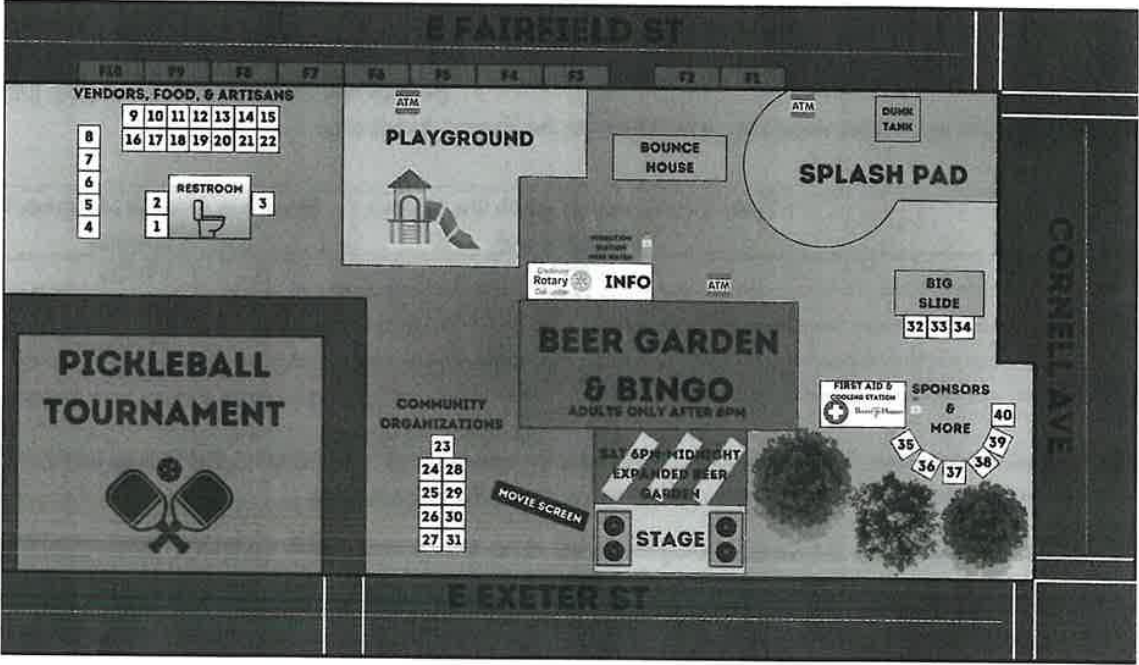 E FAIRFIELD ST
F10 F9 F8 F7 F6 F5 F4 F3 F2 F1
VENDORS, FOOD, & ARTISANS
9 10 11 12 13 14 15
16 17 18 19 20 21 22
8
7
6
5
4
2
1
RESTROOM
3
ATM
PLAYGROUND
BOUNCE
HOUSE
ATM
DUNK
TANK
SPLASH PAD
CORNELL AVE
Rotary
INFO
ATM
BIG
SLIDE
32 33 34
BEER GARDEN
& BINGO
ADULTS ONLY AFTER 6PM
PICKLEBALL
TOURNAMENT
COMMUNITY
ORGANIZATIONS
23
24 28
25 29
26 30
27 31
MOVIE SCREEN
SAT 6PM-MIDNIGHT
EXPANDED BEER
GARDEN
STAGE
FIRST AID &
COOLING STATION
SPONSORS
&
MORE
35 36 37 38 39 40
E EXETER ST